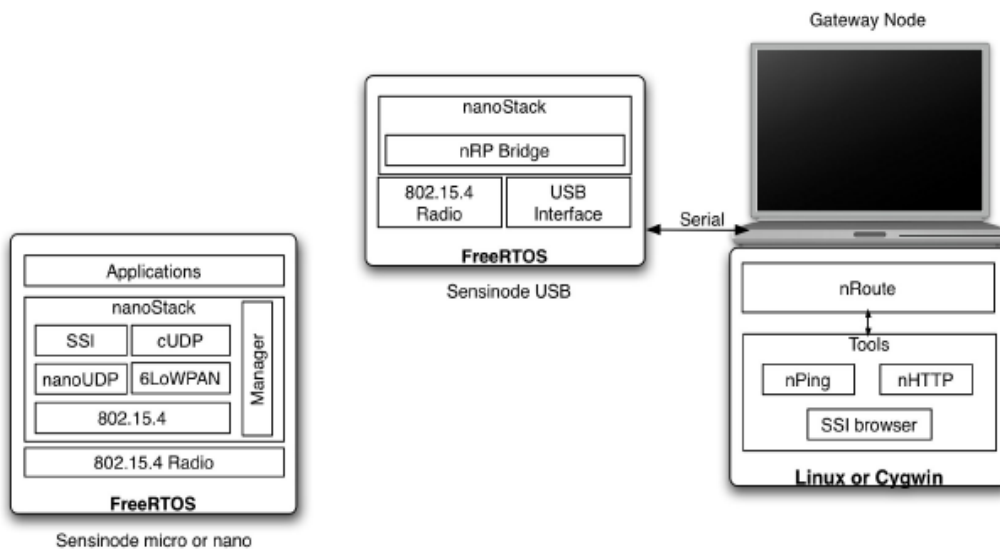 Gateway Node
nanoStack
nRP Bridge
802.15.4
Radio
USB
Interface
FreeRTOS
Sensinode USB
Serial
nRoute
Tools
nPing
nHTTP
SSI browser
Linux or Cygwin
Applications
nanoStack
SSI
cUDP
nanoUDP
6LoWPAN
802.15.4
Manager
802.15.4 Radio
FreeRTOS
Sensinode micro or nano